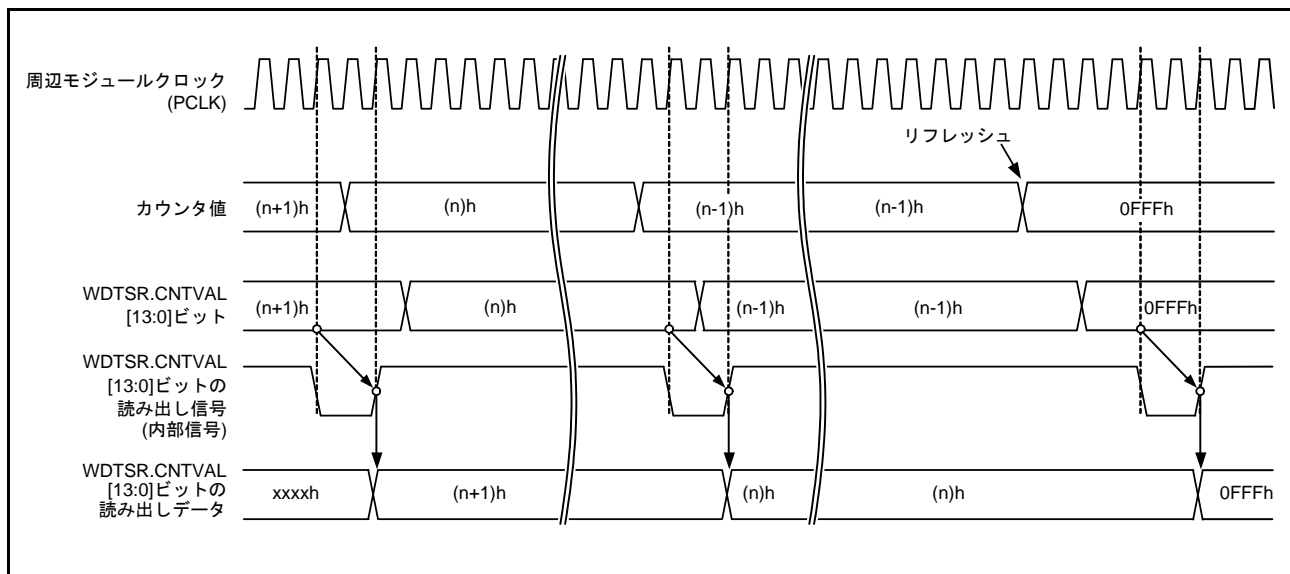 周辺モジュールクロック
(PCLK)
リフレッシュ
カウンタ値
(n+1)h
(n)h
(n-1)h
(n-1)h
0FFFh
WDTSR.CNTVAL
[13:0]ビット
(n+1)h
(n)h
(n-1)h
(n-1)h
0FFFh
WDTSR.CNTVAL
[13:0]ビットの
読み出し信号
(内部信号)
WDTSR.CNTVAL
[13:0]ビットの
読み出しデータ
xxxxh
(n+1)h
(n)h
(n)h
0FFFh